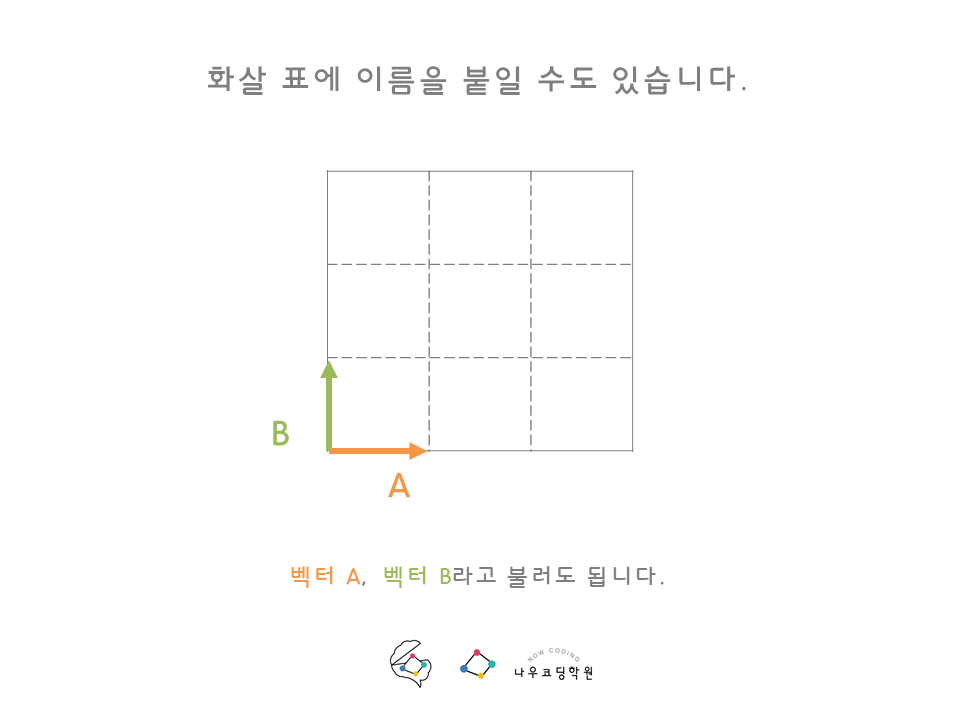 화살 표에 이름을 붙일 수도 있습니다.
B
A
벡터 A, 벡터 B라고 불러도 됩니다.
NOW CODING
나우코딩학원